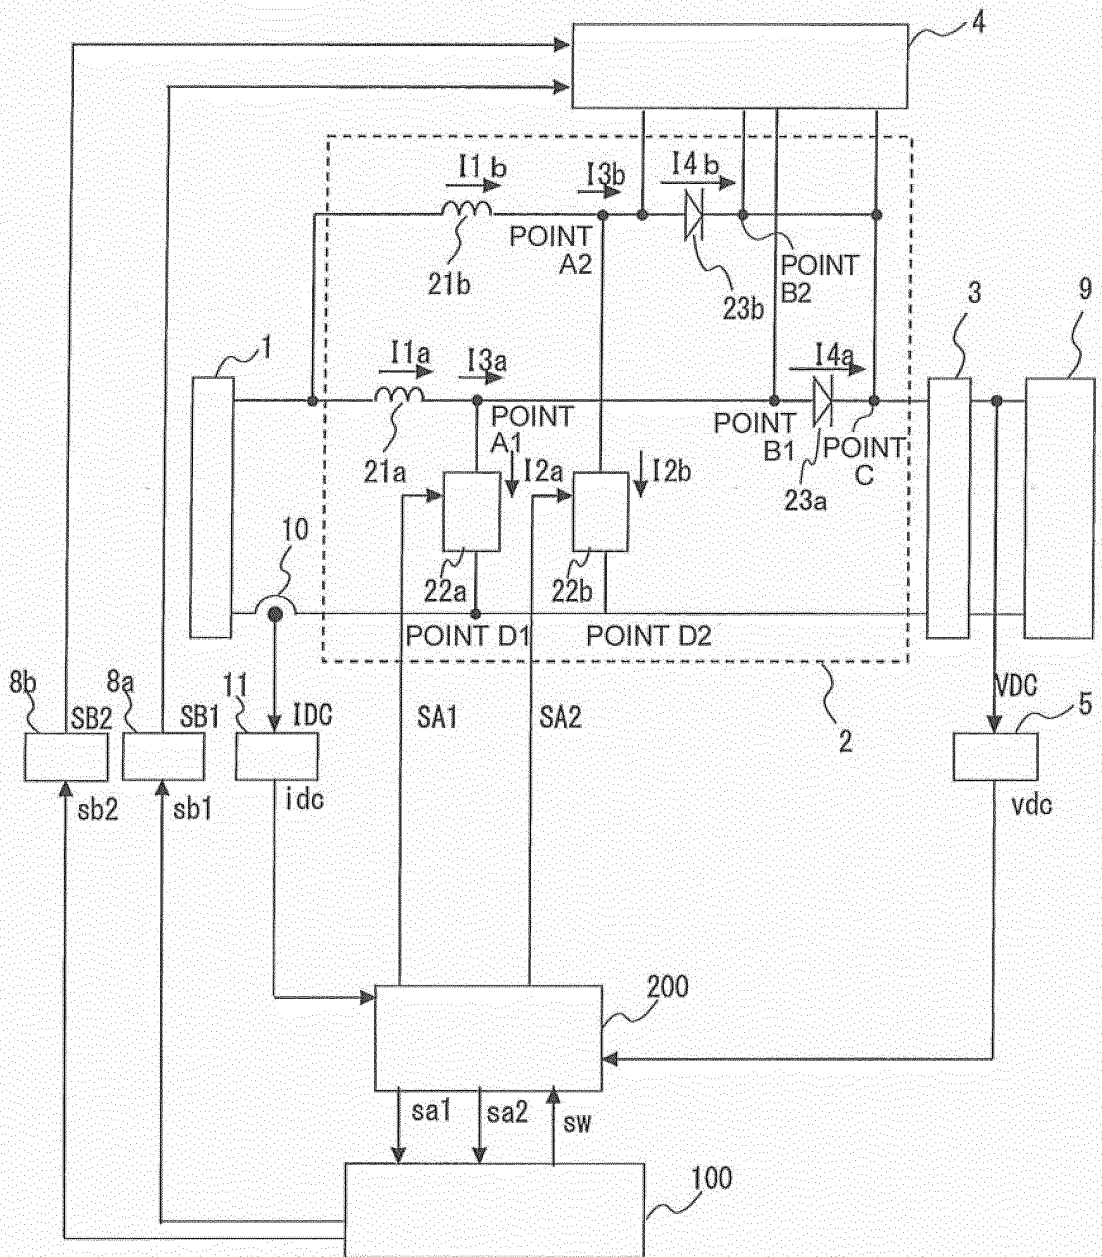 4
I1b
I3b
I4b
POINT
A2
21b
23b
POINT
B2
3
9
1
I1a
I3a
I4a
POINT
A1
POINT
B1
POINT
C
21a
I2a
I2b
23a
10
22a
22b
POINT D1
POINT D2
8b
8a
11
SB2
SB1
IDC
SA1
SA2
2
VDC
5
sb2
sb1
idc
vdc
200
sa1
sa2
sw
100